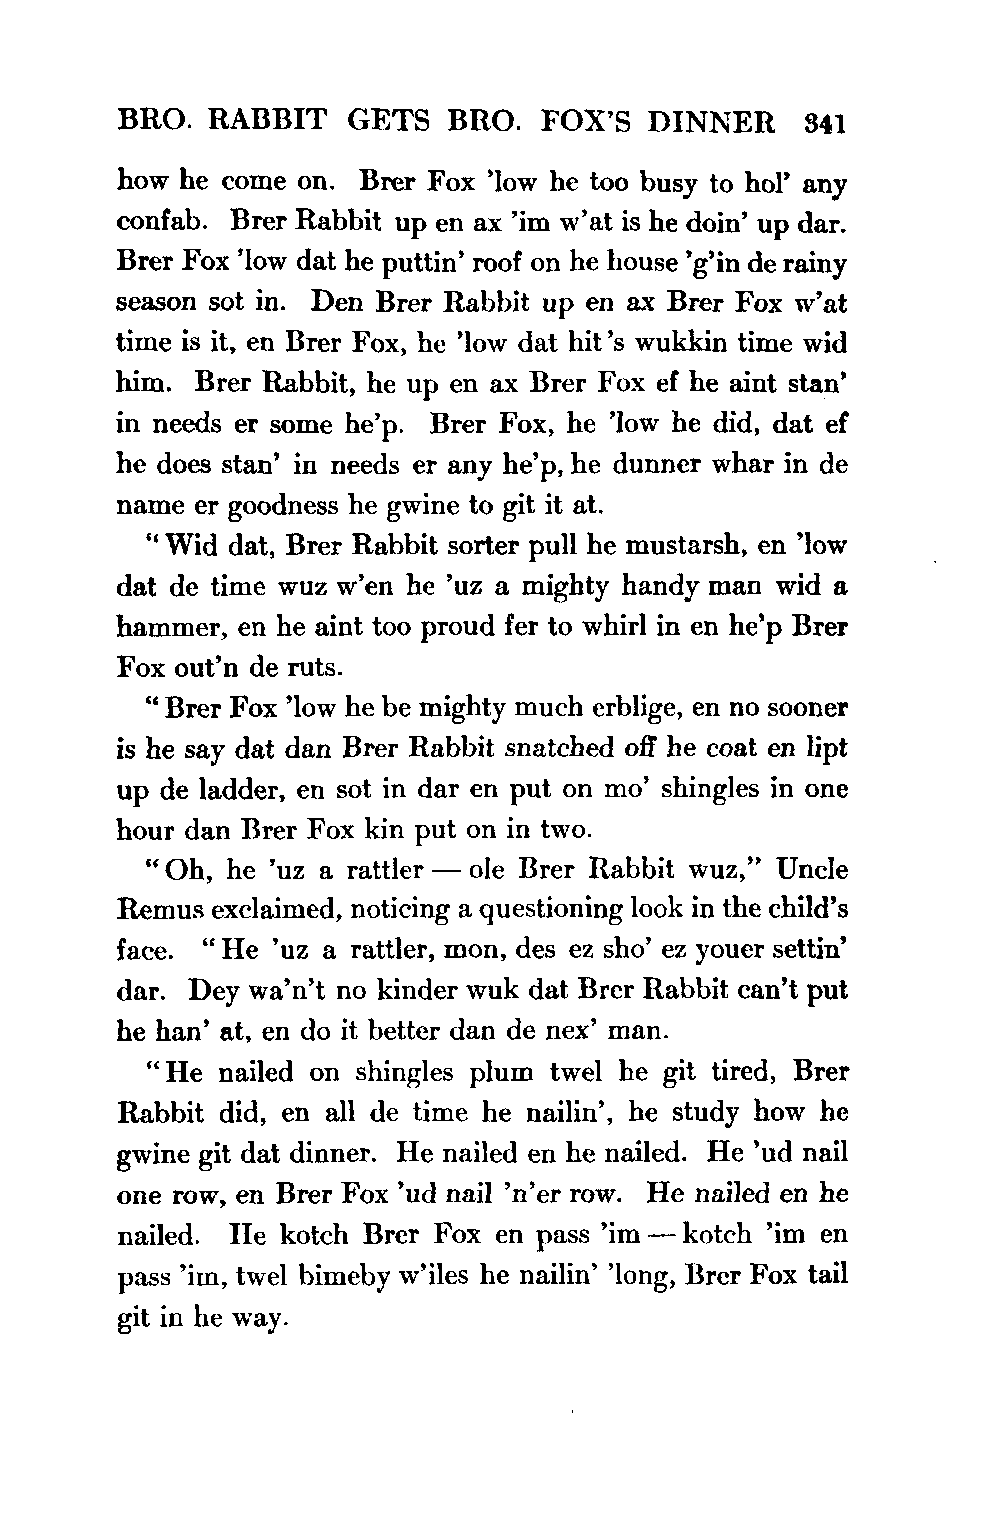 BRO. RABBIT GETS BRO. FOX'S DINNER 341
how he come on. Brer Fox 'low he too busy to hol' any
confab. Brer Rabbit up en ax 'im w'at is he doin' up dar.
Brer Fox 'low dat he puttin' roof on he house 'g'in de rainy
season sot in. Den Brer Rabbit up en ax Brer Fox w'at
time is it, en Brer Fox, he 'low dat hit's wukkin time wid
him. Brer Rabbit, he up en ax Brer Fox ef he aint stan'
in needs er some he'p. Brer Fox, he 'low he did, dat ef
he does stan' in needs er any he'p, he dunner whar in de
name er goodness he gwine to git it at.
"Wid dat, Brer Rabbit sorter pull he mustarsh, en 'low
dat de time wuz w'en he 'uz a mighty handy man wid a
hammer, en he aint too proud fer to whirl in en he'p Brer
Fox out'n de ruts.
"Brer Fox 'low he be mighty much erblige, en no sooner
is he say dat dan Brer Rabbit snatched off he coat en lipt
up de ladder, en sot in dar en put on mo' shingles in one
hour dan Brer Fox kin put on in two.
"Oh, he 'uz a rattler — ole Brer Rabbit wuz," Uncle
Remus exclaimed, noticing a questioning look in the child's
face. "He 'uz a rattler, mon, des ez sho' ez youer settin'
dar. Dey wa'n't no kinder wuk dat Brer Rabbit can't put
he han' at, en do it better dan de nex' man.
"He nailed on shingles plum twel he git tired, Brer
Rabbit did, en all de time he nailin', he study how he
gwine git dat dinner. He nailed en he nailed. He 'ud nail
one row, en Brer Fox 'ud nail 'n'er row. He nailed en he
nailed. He kotch Brer Fox en pass 'im — kotch 'im en
pass 'im, twel bimeby w'iles he nailin' 'long, Brer Fox tail
git in he way.